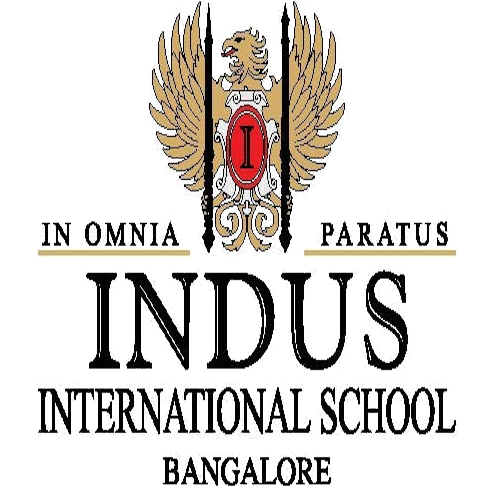 I
IN OMNIA PARATUS
INDUS
INTERNATIONAL SCHOOL
BANGALORE